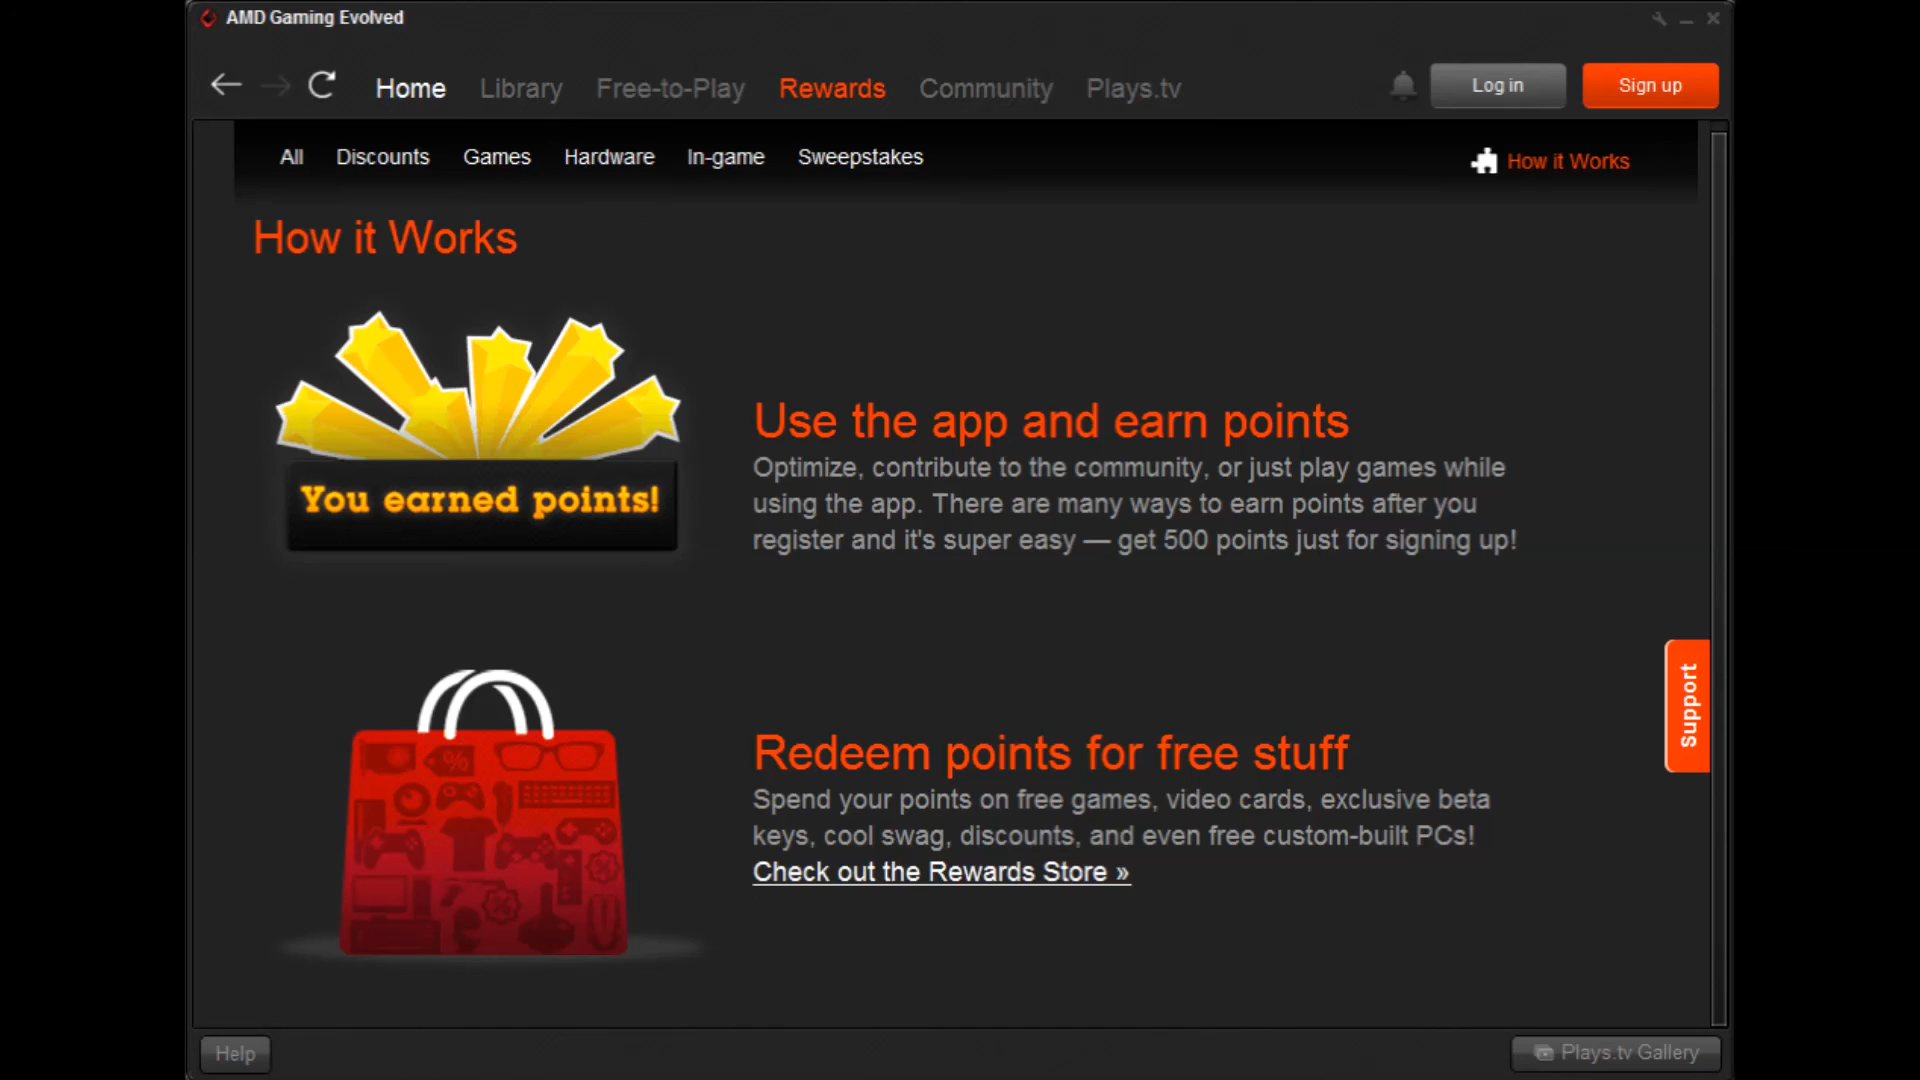 AMD Gaming Evolved
Home Library Free-to-Play Rewards Community Plays.tv Log in Sign up
All Discounts Games Hardware In-game Sweepstakes How it Works
How it Works
You earned points!
Use the app and earn points
Optimize, contribute to the community, or just play games while
using the app. There are many ways to earn points after you
register and it's super easy — get 500 points just for signing up!
Support
Redeem points for free stuff
Spend your points on free games, video cards, exclusive beta
keys, cool swag, discounts, and even free custom-built PCs!
Check out the Rewards Store »
Help Plays.tv Gallery